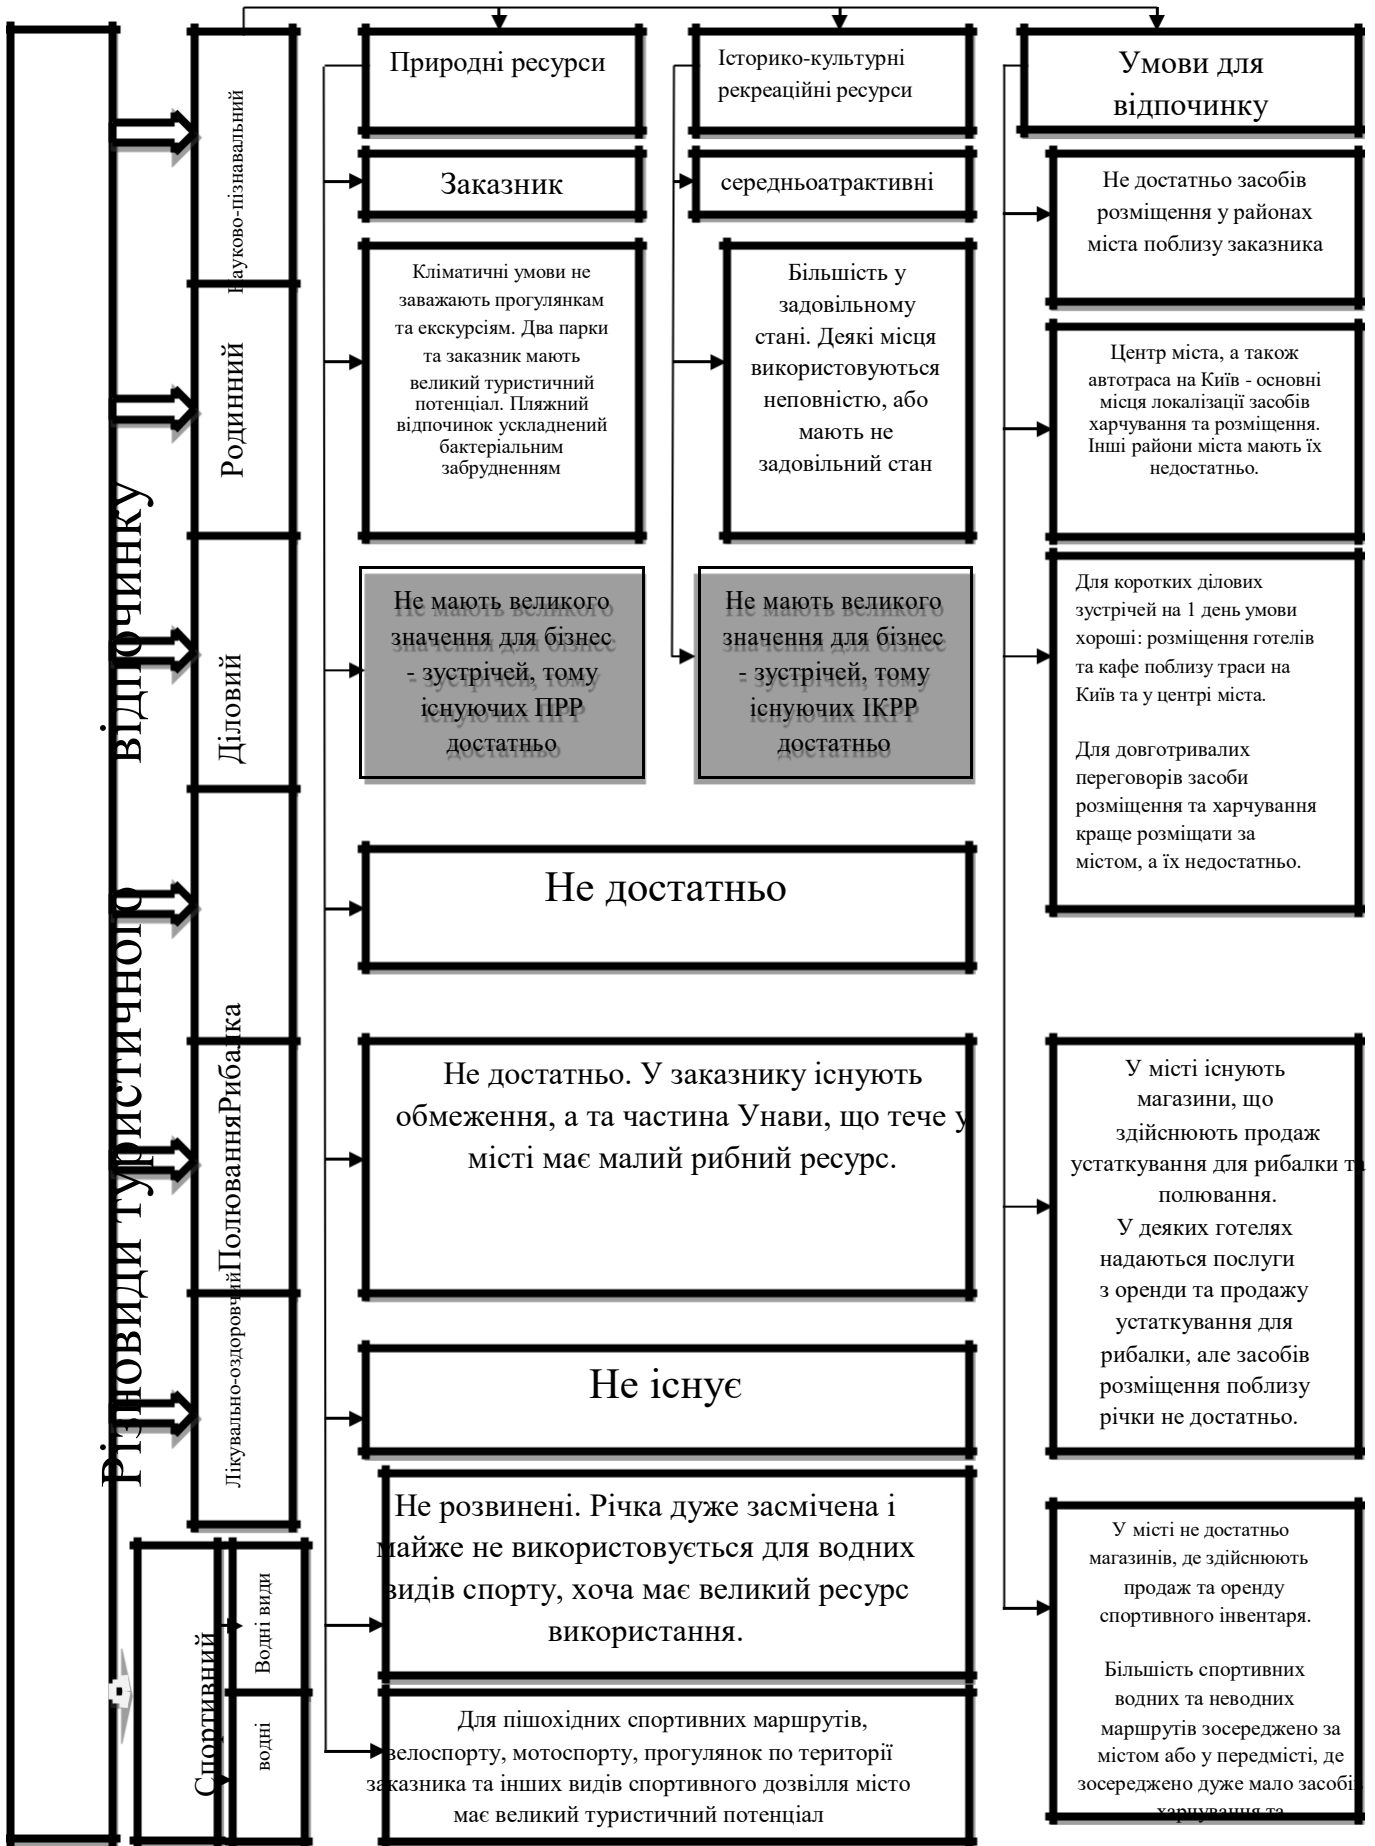 Різновиди туристичного відпочинку
Науково-пізнавальний
Родинний
Діловий
Рибалка
Полювання
Лікувально-оздоровчий
Спортивний
Водні види
водні
Природні ресурси
Заказник
Кліматичні умови не
заважають прогулянкам
та екскурсіям. Два парки
та заказник мають
великий туристичний
потенціал. Пляжний
відпочинок ускладнений
бактеріальним
забрудненням
Не мають великого
значення для бізнес
- зустрічей, тому
існуючих ПРР
достатньо
Історико-культурні
рекреаційні ресурси
середньоатрактивні
Більшість у
задовільному
стані. Деякі місця
використовуються
неповністю, або
мають не
задовільний стан
Не мають великого
значення для бізнес
- зустрічей, тому
існуючих ІКРР
достатньо
Не достатньо
Не достатньо. У заказнику існують
обмеження, а та частина Унави, що тече у
місті має малий рибний ресурс.
Не існує
Не розвинені. Річка дуже засмічена і
майже не використовується для водних
видів спорту, хоча має великий ресурс
використання.
Для пішохідних спортивних маршрутів,
велоспорту, мотоспорту, прогулянок по території
заказника та інших видів спортивного дозвілля місто
має великий туристичний потенціал
Умови для
відпочинку
Не достатньо засобів
розміщення у районах
міста поблизу заказника
Центр міста, а також
автотраса на Київ - основні
місця локалізації засобів
харчування та розміщення.
Інші райони міста мають їх
недостатньо.
Для коротких ділових
зустрічей на 1 день умови
хороші: розміщення готелів
та кафе поблизу траси на
Київ та у центрі міста.
Для довготривалих
переговорів засоби
розміщення та харчування
краще розміщати за
містом, а їх недостатньо.
У місті існують
магазини, що
здійснюють продаж
устаткування для рибалки та
полювання.
У деяких готелях
надаються послуги
з оренди та продажу
устаткування для
рибалки, але засобів
розміщення поблизу
річки не достатньо.
У місті не достатньо
магазинів, де здійснюють
продаж та оренду
спортивного інвентаря.
Більшість спортивних
водних та неводних
маршрутів зосереджено за
містом або у передмісті, де
зосереджено дуже мало засобів
харчування та